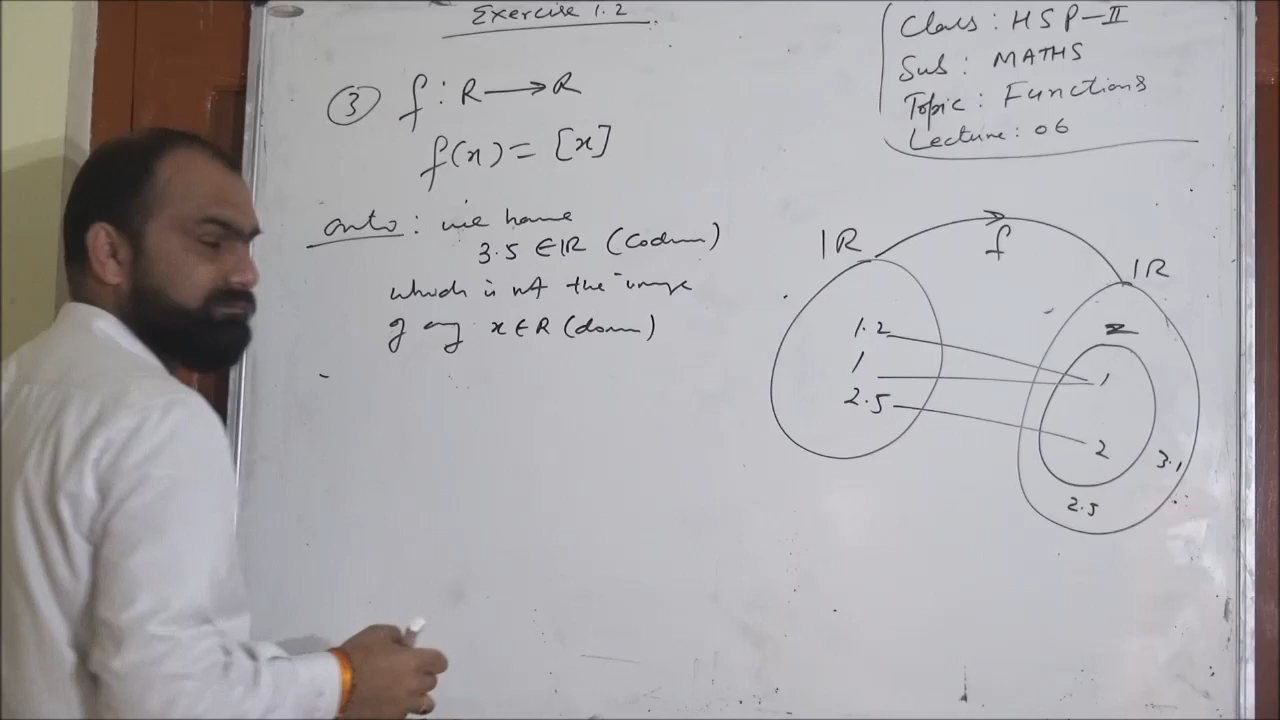 Exercise 1.2
Class : HSP-II
Sub : MATHS
Topic : Functions
Lecture : 06
③ f : R → R
f(x) = [x]
onto : we have
3.5 ∈ IR (Codom)
which is not the image
of any x ∈ R (dom)
IR
f
IR
1.2
1
2.5
Z
1
2
3.1
2.5